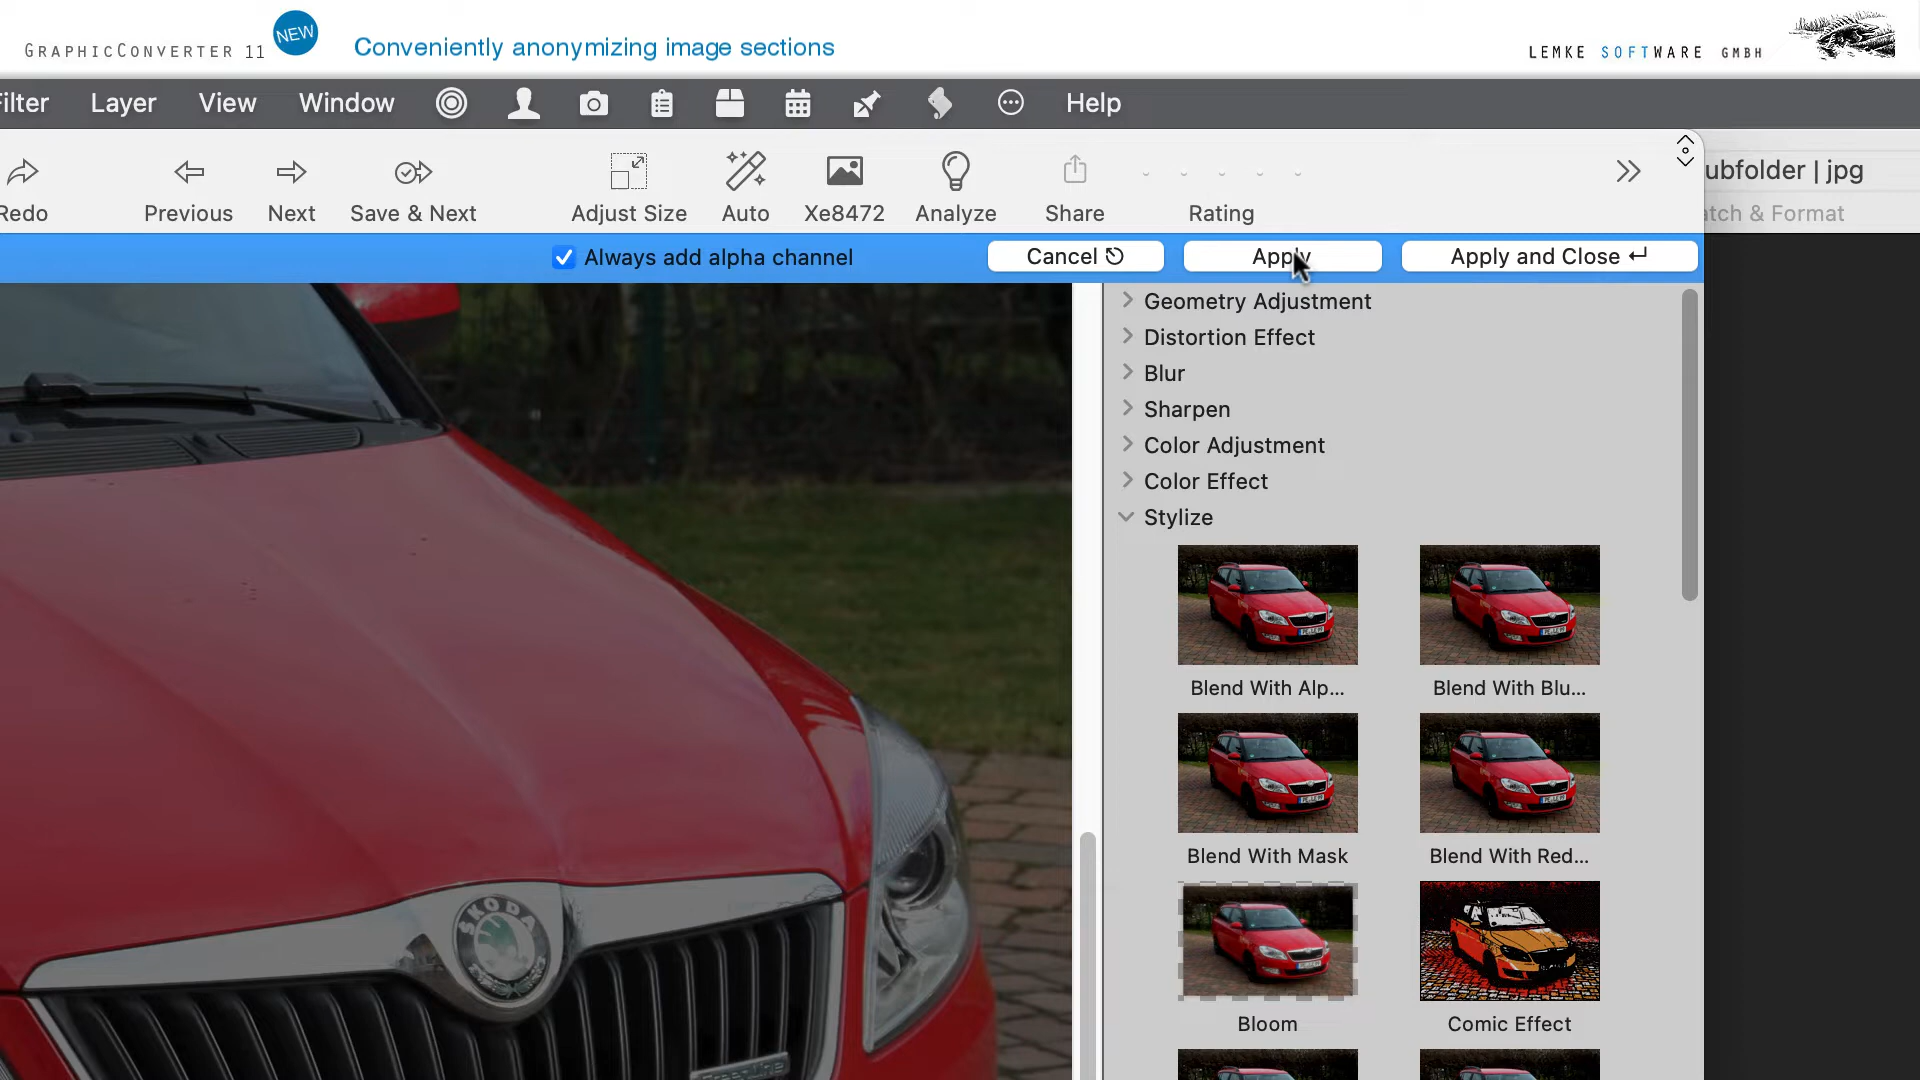 GRAPHICCONVERTER 11
NEW
Conveniently anonymizing image sections
LEMKE SOFTWARE GMBH
ilter
Layer
View
Window
Help
ubfolder | jpg
Redo
Previous
Next
Save & Next
Adjust Size
Auto
Xe8472
Analyze
Share
Rating
atch & Format
Always add alpha channel
Cancel
Apply
Apply and Close
Geometry Adjustment
Distortion Effect
Blur
Sharpen
Color Adjustment
Color Effect
Stylize
Blend With Alp...
Blend With Blu...
Blend With Mask
Blend With Red...
Bloom
Comic Effect
SKODA